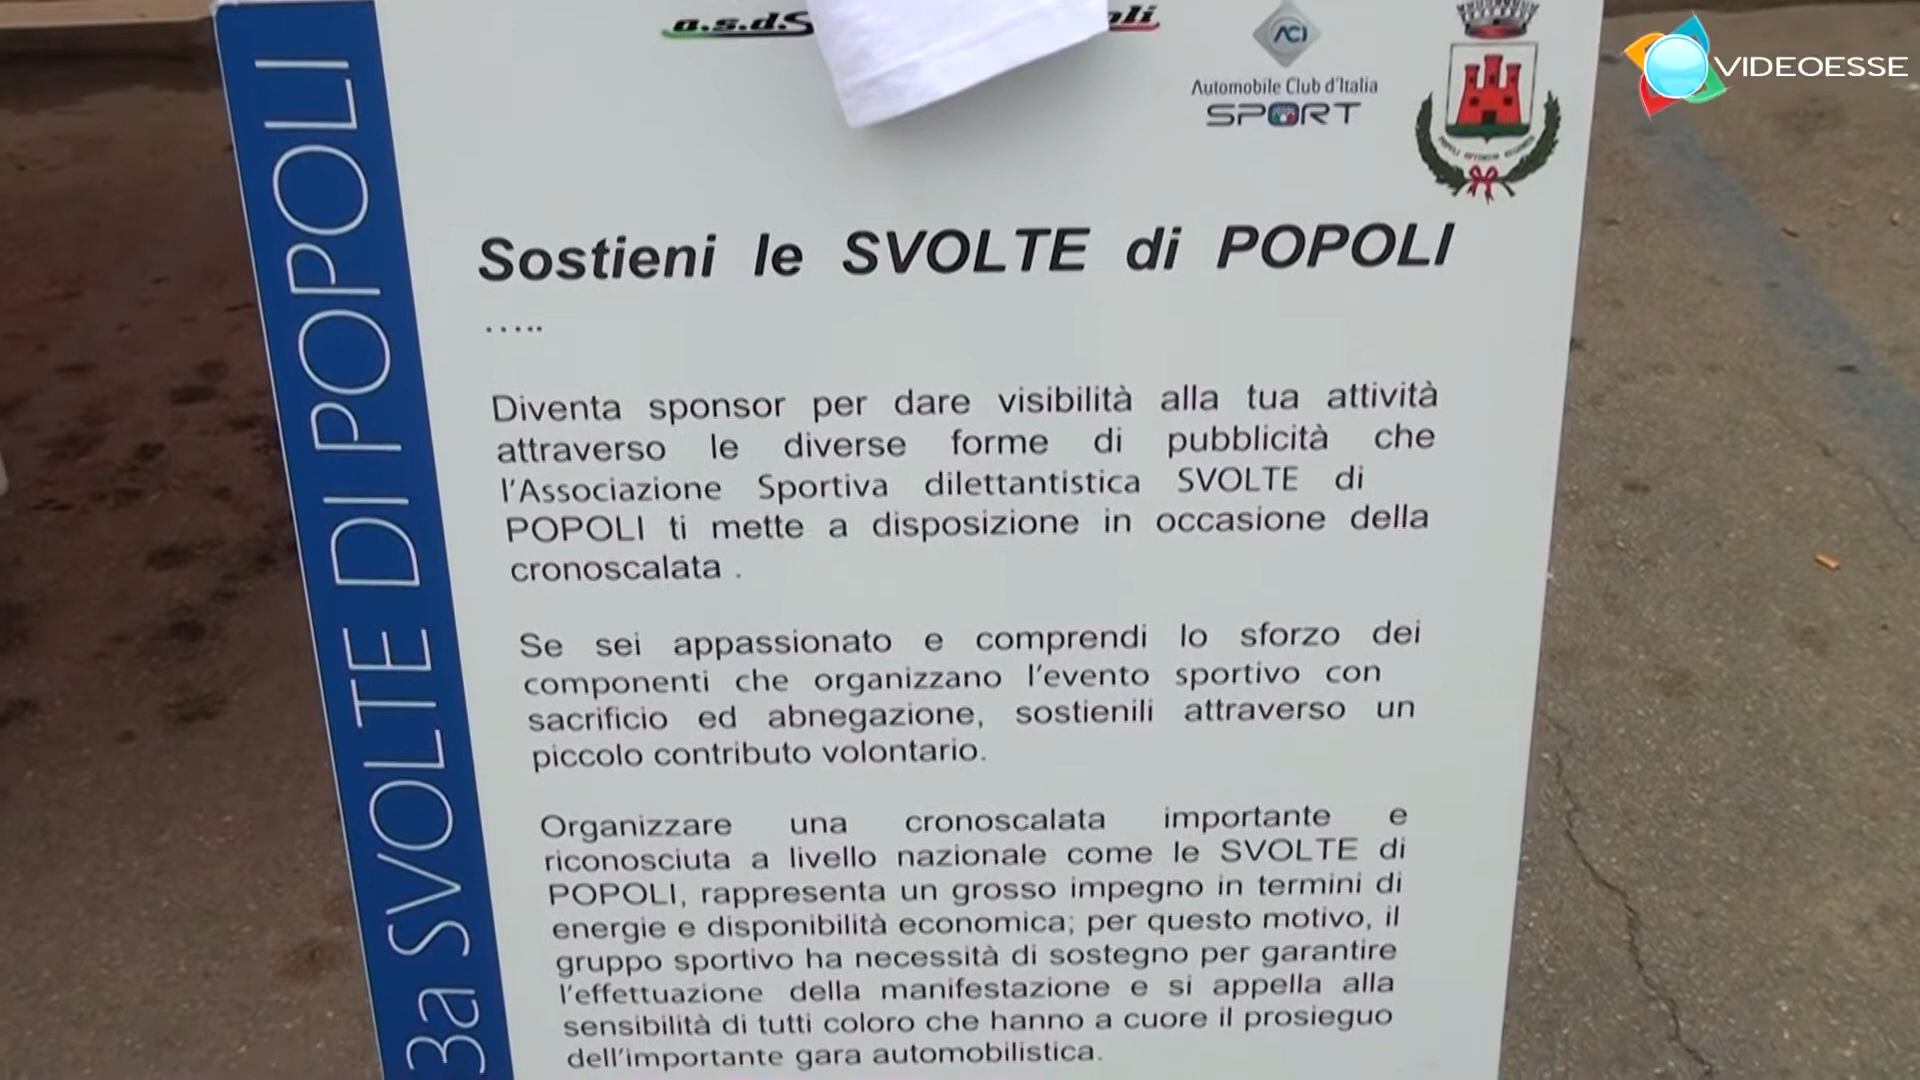 a.s.d.S
oli
ACI
Automobile Club d'Italia
SPORT
VIDEOESSE
3a SVOLTE DI POPOLI
Sostieni le SVOLTE di POPOLI
.....
Diventa sponsor per dare visibilità alla tua attività
attraverso le diverse forme di pubblicità che
l'Associazione Sportiva dilettantistica SVOLTE di
POPOLI ti mette a disposizione in occasione della
cronoscalata .
Se sei appassionato e comprendi lo sforzo dei
componenti che organizzano l'evento sportivo con
sacrificio ed abnegazione, sostienili attraverso un
piccolo contributo volontario.
Organizzare una cronoscalata importante e
riconosciuta a livello nazionale come le SVOLTE di
POPOLI, rappresenta un grosso impegno in termini di
energie e disponibilità economica; per questo motivo, il
gruppo sportivo ha necessità di sostegno per garantire
l'effettuazione della manifestazione e si appella alla
sensibilità di tutti coloro che hanno a cuore il prosieguo
dell'importante gara automobilistica.